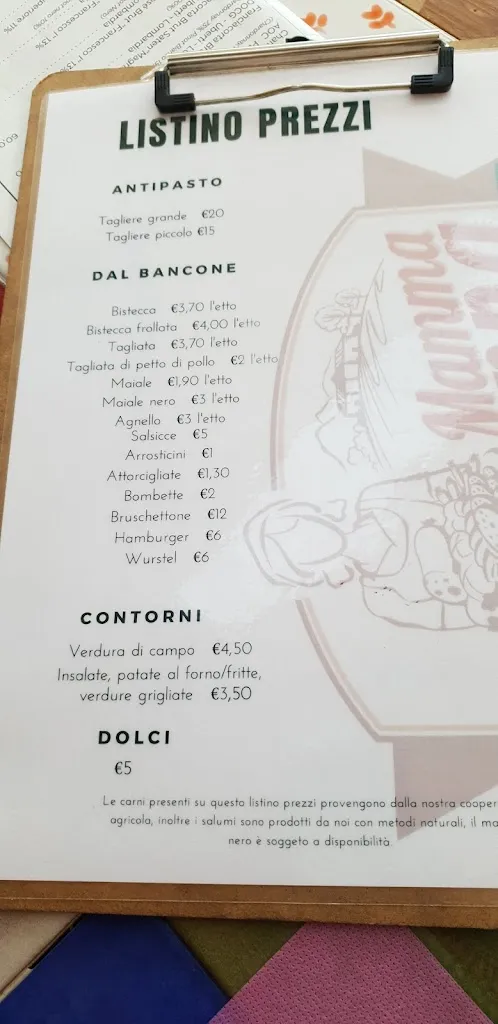 LISTINO PREZZI
ANTIPASTO
Tagliere grande €20
Tagliere piccolo €15
DAL BANCONE
Bistecca €3,70 l'etto
Bistecca frollata €4,00 l'etto
Tagliata €3,70 l'etto
Tagliata di petto di pollo €2 l'etto
Maiale €1,90 l'etto
Maiale nero €3 l'etto
Agnello €3 l'etto
Salsicce €5
Arrosticini €1
Attorcigliate €1,30
Bombette €2
Bruschettone €12
Hamburger €6
Wurstel €6
CONTORNI
Verdura di campo €4,50
Insalate, patate al forno/fritte,
verdure grigliate €3,50
DOLCI
€5
Le carni presenti su questo listino prezzi provengono dalla nostra cooper
agricola, inoltre i salumi sono prodotti da noi con metodi naturali, il ma
nero è soggeto a disponibilità.
Mamma